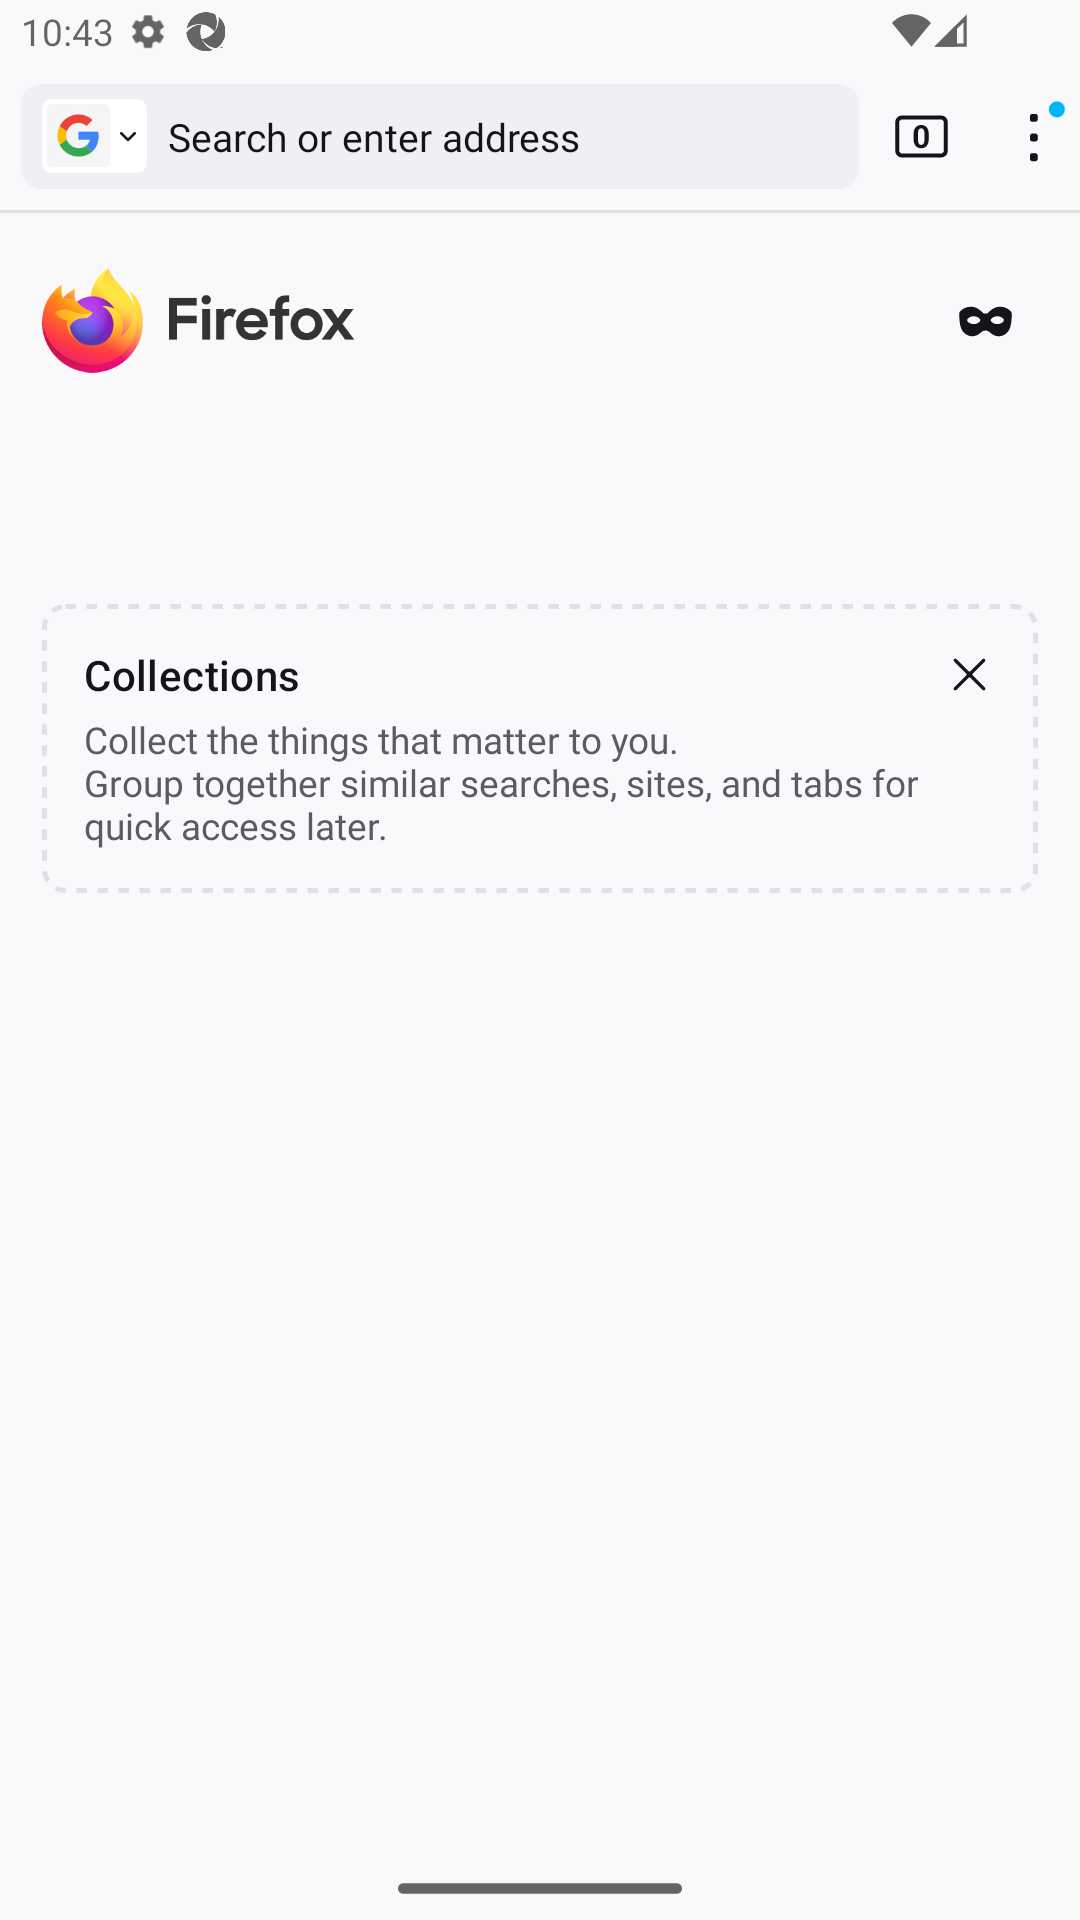 10:43
Search or enter address
0
Firefox
Collections
Collect the things that matter to you.
Group together similar searches, sites, and tabs for
quick access later.